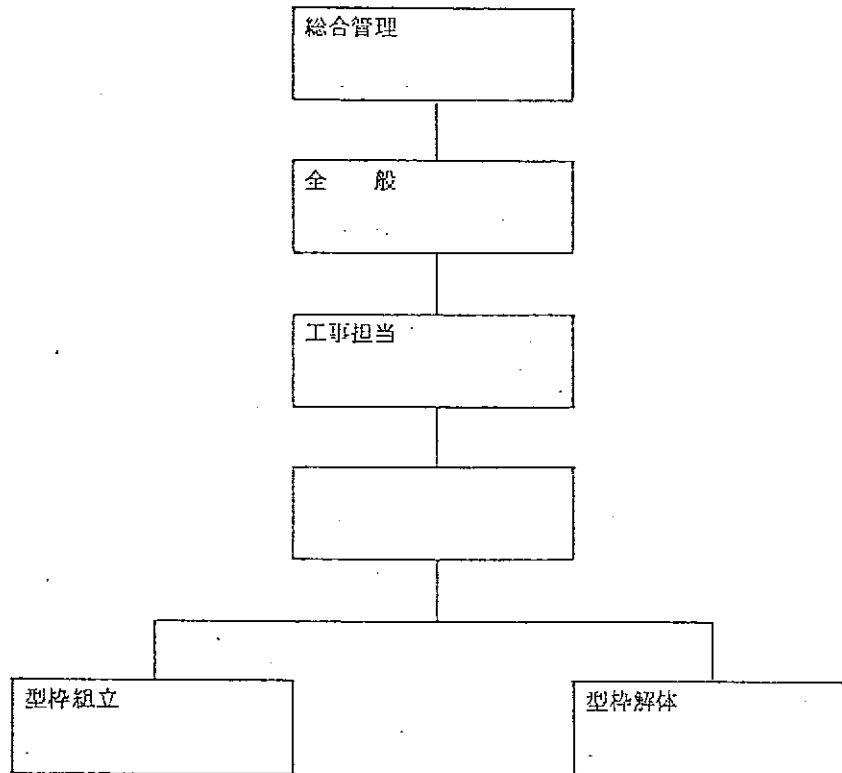 総合管理
全　　般
工事担当
型枠組立
型枠解体